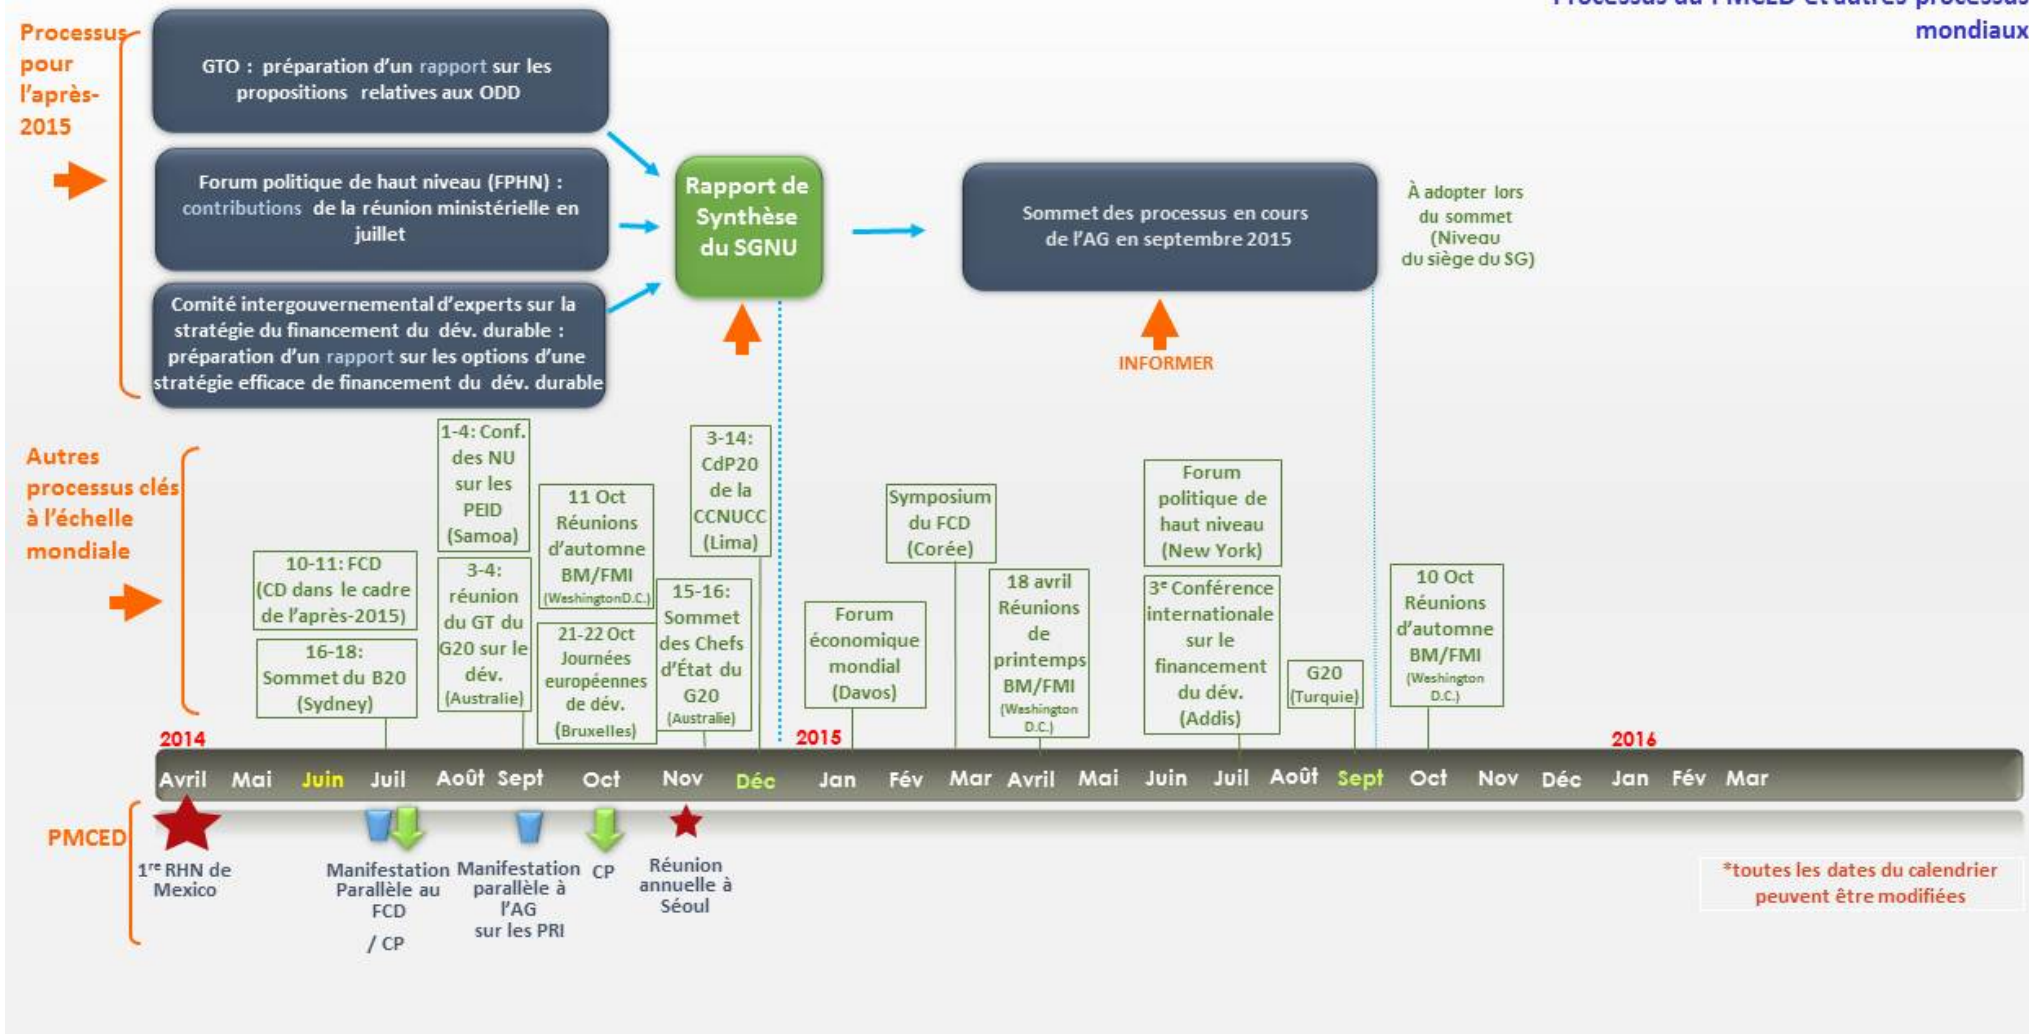 Processus du PMCED et autres processus
mondiaux
Processus
pour
l’après-
2015
GTO : préparation d’un rapport sur les
propositions relatives aux ODD
Forum politique de haut niveau (FPHN) :
contributions de la réunion ministérielle en
juillet
Comité intergouvernemental d’experts sur la
stratégie du financement du dév. durable :
préparation d’un rapport sur les options d’une
stratégie efficace de financement du dév. durable
Rapport de
Synthèse
du SGNU
Sommet des processus en cours
de l’AG en septembre 2015
À adopter lors
du sommet
(Niveau
du siège du SG)
INFORMER
Autres
processus clés
à l’échelle
mondiale
10-11: FCD
(CD dans le cadre
de l’après-2015)
16-18:
Sommet du B20
(Sydney)
1-4: Conf.
des NU
sur les
PEID
(Samoa)
3-4:
réunion
du GT du
G20 sur le
dév.
(Australie)
11 Oct
Réunions
d’automne
BM/FMI
(Washington D.C.)
21-22 Oct
Journées
européennes
de dév.
(Bruxelles)
3-14:
CdP20
de la
CCNUCC
(Lima)
15-16:
Sommet
des Chefs
d’État du
G20
(Australie)
Forum
économique
mondial
(Davos)
Symposium
du FCD
(Corée)
18 avril
Réunions
de
printemps
BM/FMI
(Washington
D.C.)
Forum
politique de
haut niveau
(New York)
3e Conférence
internationale
sur le
financement
du dév.
(Addis)
G20
(Turquie)
10 Oct
Réunions
d’automne
BM/FMI
(Washington
D.C.)
2014 2015 2016
Avril Mai Juin Juil Août Sept Oct Nov Déc Jan Fév Mar Avril Mai Juin Juil Août Sept Oct Nov Déc Jan Fév Mar
PMCED
1re RHN de
Mexico
Manifestation
Parallèle au
FCD
/ CP
Manifestation
parallèle à
l’AG
sur les PRI
CP
Réunion
annuelle à
Séoul
*toutes les dates du calendrier
peuvent être modifiées